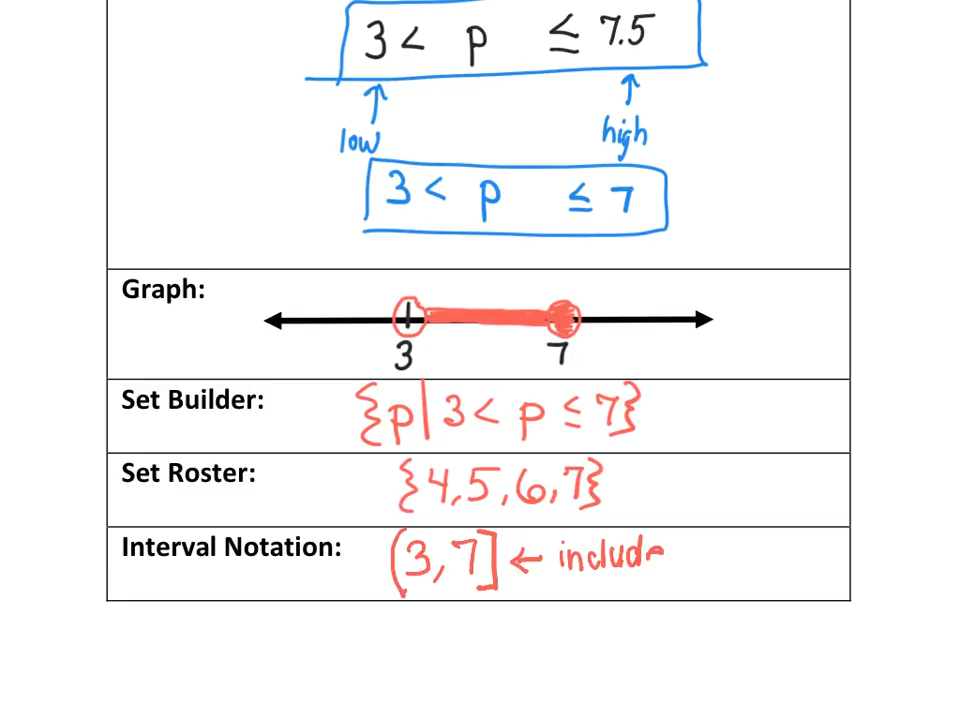 3 < p ≤ 7.5
low high
3 < p ≤ 7
Graph:
3 7
Set Builder: {p| 3 < p ≤ 7}
Set Roster: {4,5,6,7}
Interval Notation: (3,7] ← include